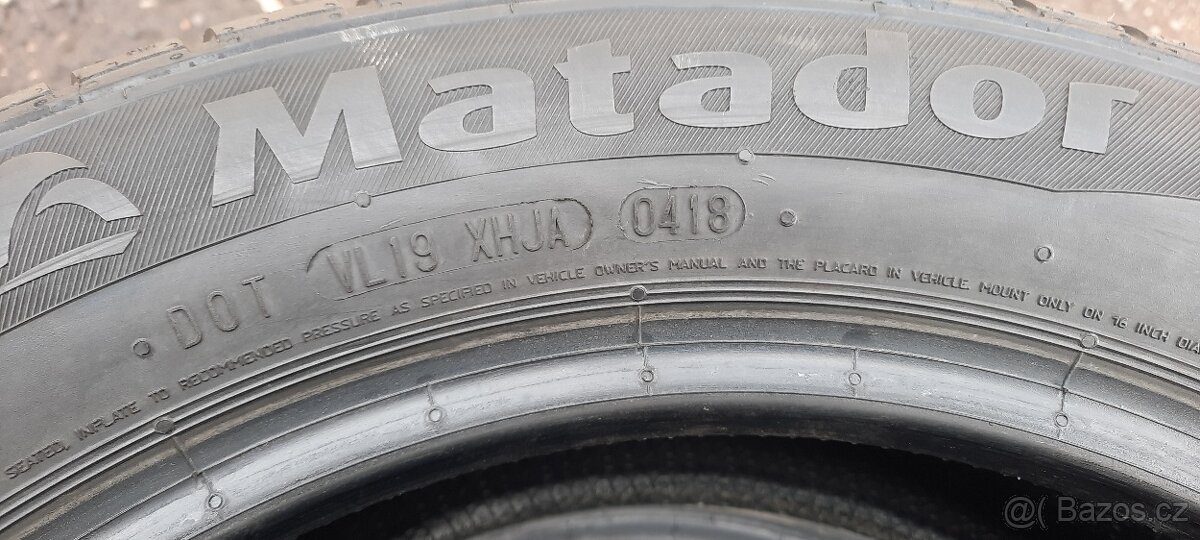 Matador
DOT VL19 XHJA 0418
SEATED, INFLATE TO RECOMMENDED PRESSURE AS SPECIFIED IN VEHICLE OWNER'S MANUAL AND THE PLACARD IN VEHICLE. MOUNT ONLY ON 16 INCH DIA
@( Bazos.cz